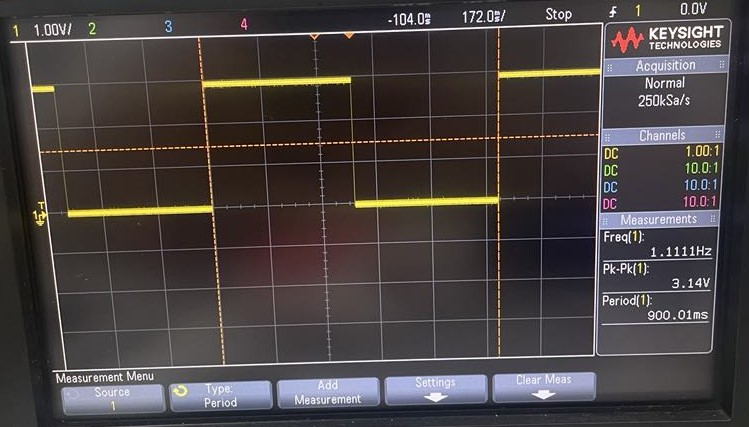 1 1.00V/ 2 3 4 -104.0ms 172.0ms/ Stop 1 0.0V
KEYSIGHT
TECHNOLOGIES
Acquisition
Normal
250kSa/s
Channels
DC 1.00:1
DC 10.0:1
DC 10.0:1
DC 10.0:1
Measurements
Freq(1):
1.1111Hz
Pk-Pk(1):
3.14V
Period(1):
900.01ms
Measurement Menu
Source
1
Type:
Period
Add
Measurement
Settings
Clear Meas